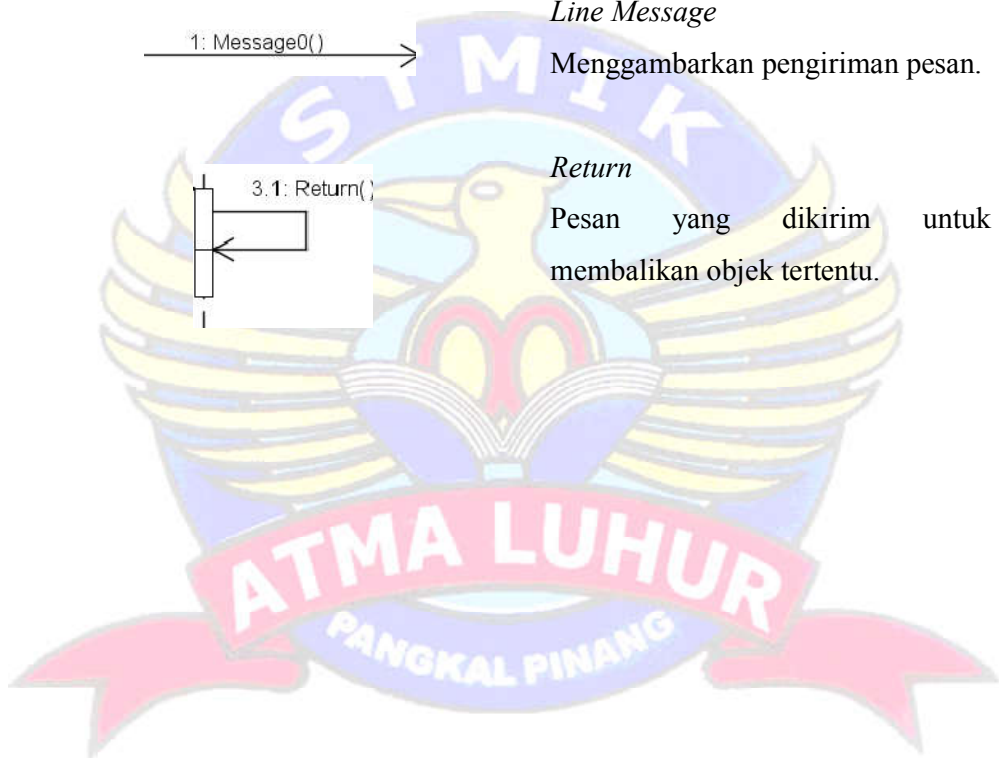 Line Message
1: Message0()
Menggambarkan pengiriman pesan.
Return
3.1: Return()
Pesan yang dikirim untuk
membalikan objek tertentu.
STMIK
ATMA LUHUR
PANGKAL PINANG